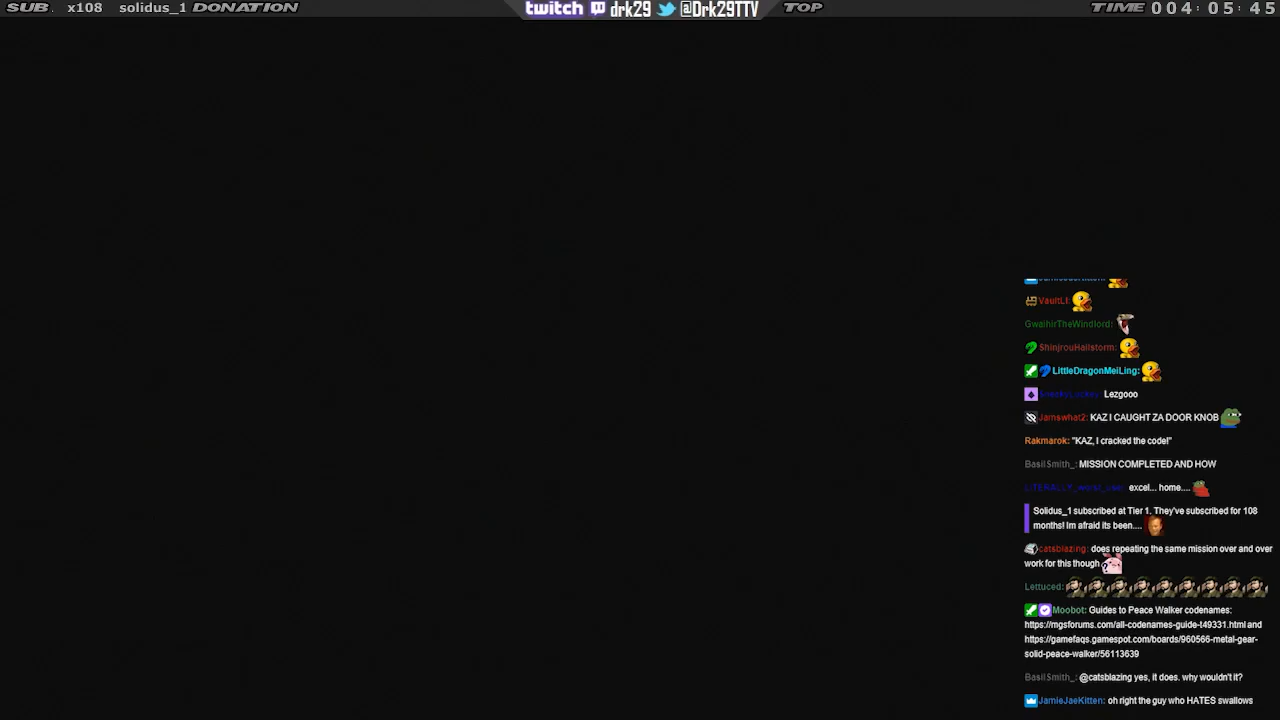 SUB. x108 solidus_1 DONATION
twitch drk29 @Drk29TTV
TOP
TIME 004:05:45
VaultLI:
GwaihirTheWindlord:
ShinjrouHailstorm:
LittleDragonMeiLing:
Lezgooo
Jamswhat2: KAZ I CAUGHT ZA DOOR KNOB
Rakmarok: "KAZ, I cracked the code!"
BasilSmith_: MISSION COMPLETED AND HOW
excel... home....
Solidus_1 subscribed at Tier 1. They've subscribed for 108
months! Im afraid its been....
catsblazing: does repeating the same mission over and over
work for this though
Lettuced:
Moobot: Guides to Peace Walker codenames:
https://mgsforums.com/all-codenames-guide-t49331.html and
https://gamefaqs.gamespot.com/boards/960566-metal-gear-
solid-peace-walker/56113639
BasilSmith_: @catsblazing yes, it does. why wouldn't it?
JamieJaeKitten: oh right the guy who HATES swallows